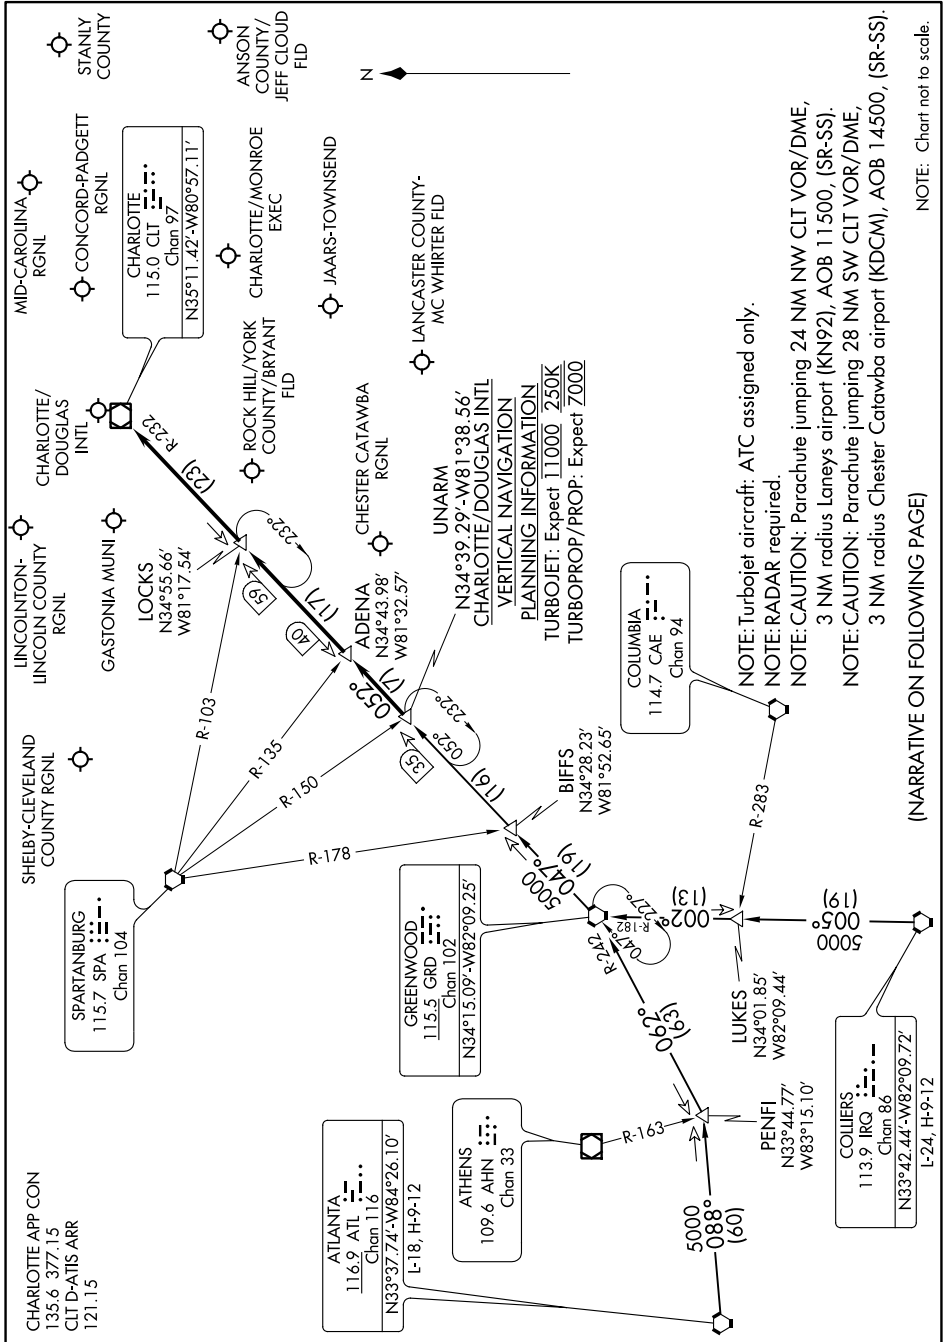 CHARLOTTE APP CON
135.6 377.15
CLT D-ATIS ARR
121.15
SHELBY-CLEVELAND
COUNTY RGNL
LINCOLNTON-
LINCOLN COUNTY
RGNL
GASTONIA MUNI
CHARLOTTE/
DOUGLAS
INTL
MID-CAROLINA
RGNL
CONCORD-PADGETT
RGNL
STANLY
COUNTY
ANSON
COUNTY/
JEFF CLOUD
FLD
CHARLOTTE
115.0 CLT
Chan 97
N35°11.42'-W80°57.11'
CHARLOTTE/MONROE
EXEC
JAARS-TOWNSEND
LANCASTER COUNTY-
MC WHIRTER FLD
ROCK HILL/YORK
COUNTY/BRYANT
FLD
CHESTER CATAWBA
RGNL
N
R-232
(23)
LOCKS
N34°55.66'
W81°17.54'
232°
59
(17)
40
ADENA
N34°43.98'
W81°32.57'
052°
(7)
UNARM
N34°39.29'-W81°38.56'
CHARLOTTE/DOUGLAS INTL
VERTICAL NAVIGATION
PLANNING INFORMATION
TURBOJET: Expect 11000 250K
TURBOPROP/PROP: Expect 7000
232°
052°
35
(16)
BIFFS
N34°28.23'
W81°52.65'
SPARTANBURG
115.7 SPA
Chan 104
R-103
R-135
R-150
R-178
5000
047°
(19)
GREENWOOD
115.5 GRD
Chan 102
N34°15.09'-W82°09.25'
R-242
227°
047°
R-182
002°
(13)
COLUMBIA
114.7 CAE
Chan 94
R-283
LUKES
N34°01.85'
W82°09.44'
5000
005°
(19)
COLLIERS
113.9 IRQ
Chan 86
N33°42.44'-W82°09.72'
L-24, H-9-12
062°
(63)
PENFI
N33°44.77'
W83°15.10'
ATHENS
109.6 AHN
Chan 33
R-163
ATLANTA
116.9 ATL
Chan 116
N33°37.74'-W84°26.10'
L-18, H-9-12
5000
088°
(60)
NOTE: Turbojet aircraft: ATC assigned only.
NOTE: RADAR required.
NOTE: CAUTION: Parachute jumping 24 NM NW CLT VOR/DME,
3 NM radius Laneys airport (KN92), AOB 11500, (SR-SS).
NOTE: CAUTION: Parachute jumping 28 NM SW CLT VOR/DME,
3 NM radius Chester Catawba airport (KDCM), AOB 14500, (SR-SS).
(NARRATIVE ON FOLLOWING PAGE)
NOTE: Chart not to scale.